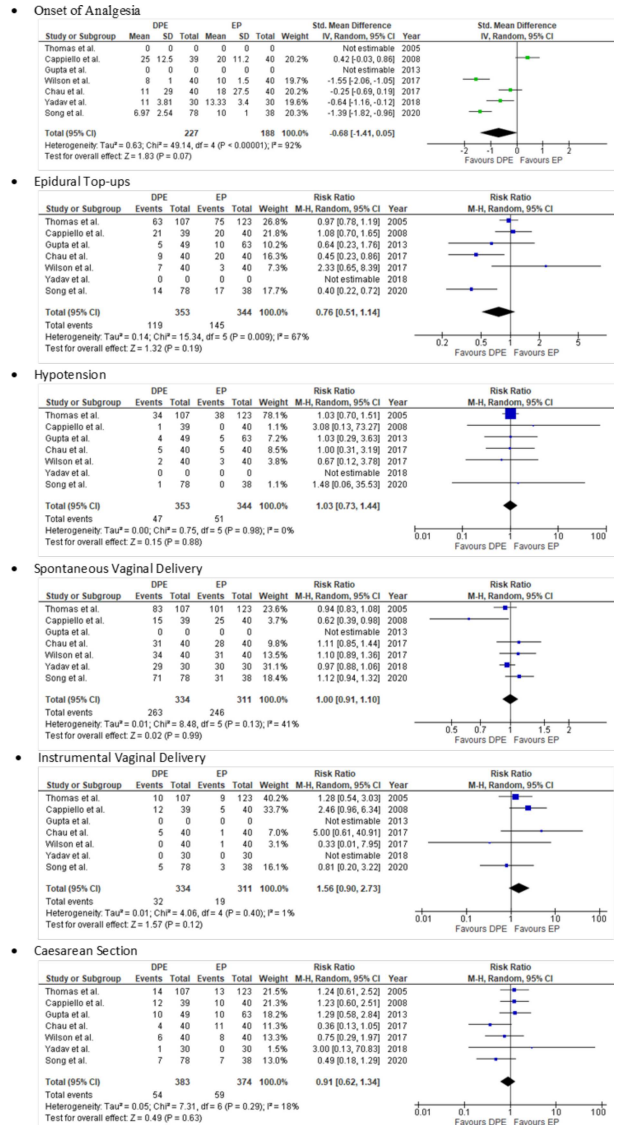 • Onset of Analgesia
DPE EP Std. Mean Difference Std. Mean Difference
Study or Subgroup Mean SD Total Mean SD Total Weight IV, Random, 95% CI Year IV, Random, 95% CI
Thomas et al. 0 0 0 0 0 0 Not estimable 2005
Cappiello et al. 25 12.5 39 20 11.2 40 20.2% 0.42 [-0.03, 0.86] 2008
Gupta et al. 0 0 0 0 0 0 Not estimable 2013
Wilson et al. 8 1 40 10 1.5 40 19.7% -1.55 [-2.06, -1.05] 2017
Chau et al. 11 29 40 18 27.5 40 20.4% -0.25 [-0.69, 0.19] 2017
Yadav et al. 11 3.81 30 13.33 3.4 30 19.6% -0.64 [-1.16, -0.12] 2018
Song et al. 6.97 2.54 78 10 1 38 20.1% -1.39 [-1.82, -0.96] 2020
Total (95% CI) 227 188 100.0% -0.68 [-1.41, 0.05]
Heterogeneity: Tau² = 0.63; Chi² = 49.14, df = 4 (P < 0.00001); I² = 92%
Test for overall effect: Z = 1.83 (P = 0.07)
-2 -1 0 1 2
Favours DPE Favours EP
• Epidural Top-ups
DPE EP Risk Ratio Risk Ratio
Study or Subgroup Events Total Events Total Weight M-H, Random, 95% CI Year M-H, Random, 95% CI
Thomas et al. 63 107 75 123 26.8% 0.97 [0.78, 1.19] 2005
Cappiello et al. 21 39 20 40 21.8% 1.08 [0.70, 1.65] 2008
Gupta et al. 5 49 10 63 10.2% 0.64 [0.23, 1.76] 2013
Chau et al. 9 40 20 40 16.3% 0.45 [0.23, 0.86] 2017
Wilson et al. 7 40 3 40 7.3% 2.33 [0.65, 8.39] 2017
Yadav et al. 0 0 0 0 Not estimable 2018
Song et al. 14 78 17 38 17.7% 0.40 [0.22, 0.72] 2020
Total (95% CI) 353 344 100.0% 0.76 [0.51, 1.14]
Total events 119 145
Heterogeneity: Tau² = 0.14; Chi² = 15.34, df = 5 (P = 0.009); I² = 67%
Test for overall effect: Z = 1.32 (P = 0.19)
0.2 0.5 1 2 5
Favours DPE Favours EP
• Hypotension
DPE EP Risk Ratio Risk Ratio
Study or Subgroup Events Total Events Total Weight M-H, Random, 95% CI Year M-H, Random, 95% CI
Thomas et al. 34 107 38 123 78.1% 1.03 [0.70, 1.51] 2005
Cappiello et al. 1 39 0 40 1.1% 3.08 [0.13, 73.27] 2008
Gupta et al. 4 49 5 63 7.2% 1.03 [0.29, 3.63] 2013
Chau et al. 5 40 5 40 8.5% 1.00 [0.31, 3.19] 2017
Wilson et al. 2 40 3 40 3.8% 0.67 [0.12, 3.78] 2017
Yadav et al. 0 0 0 0 Not estimable 2018
Song et al. 1 78 0 38 1.1% 1.48 [0.06, 35.53] 2020
Total (95% CI) 353 344 100.0% 1.03 [0.73, 1.44]
Total events 47 51
Heterogeneity: Tau² = 0.00; Chi² = 0.75, df = 5 (P = 0.98); I² = 0%
Test for overall effect: Z = 0.15 (P = 0.88)
0.01 0.1 1 10 100
Favours DPE Favours EP
• Spontaneous Vaginal Delivery
DPE EP Risk Ratio Risk Ratio
Study or Subgroup Events Total Events Total Weight M-H, Random, 95% CI Year M-H, Random, 95% CI
Thomas et al. 83 107 101 123 23.6% 0.94 [0.83, 1.08] 2005
Cappiello et al. 15 39 25 40 3.7% 0.62 [0.39, 0.98] 2008
Gupta et al. 0 0 0 0 Not estimable 2013
Chau et al. 31 40 28 40 9.8% 1.11 [0.85, 1.44] 2017
Wilson et al. 34 40 31 40 13.5% 1.10 [0.89, 1.36] 2017
Yadav et al. 29 30 30 30 31.1% 0.97 [0.88, 1.06] 2018
Song et al. 71 78 31 38 18.4% 1.12 [0.94, 1.32] 2020
Total (95% CI) 334 311 100.0% 1.00 [0.91, 1.10]
Total events 263 246
Heterogeneity: Tau² = 0.01; Chi² = 8.48, df = 5 (P = 0.13); I² = 41%
Test for overall effect: Z = 0.02 (P = 0.99)
0.5 0.7 1 1.5 2
Favours DPE Favours EP
• Instrumental Vaginal Delivery
DPE EP Risk Ratio Risk Ratio
Study or Subgroup Events Total Events Total Weight M-H, Random, 95% CI Year M-H, Random, 95% CI
Thomas et al. 10 107 9 123 40.2% 1.28 [0.54, 3.03] 2005
Cappiello et al. 12 39 5 40 33.7% 2.46 [0.96, 6.34] 2008
Gupta et al. 0 0 0 0 Not estimable 2013
Chau et al. 5 40 1 40 7.0% 5.00 [0.61, 40.91] 2017
Wilson et al. 0 40 1 40 3.1% 0.33 [0.01, 7.95] 2017
Yadav et al. 0 30 0 30 Not estimable 2018
Song et al. 5 78 3 38 16.1% 0.81 [0.20, 3.22] 2020
Total (95% CI) 334 311 100.0% 1.56 [0.90, 2.73]
Total events 32 19
Heterogeneity: Tau² = 0.01; Chi² = 4.06, df = 4 (P = 0.40); I² = 1%
Test for overall effect: Z = 1.57 (P = 0.12)
0.01 0.1 1 10 100
Favours DPE Favours EP
• Caesarean Section
DPE EP Risk Ratio Risk Ratio
Study or Subgroup Events Total Events Total Weight M-H, Random, 95% CI Year M-H, Random, 95% CI
Thomas et al. 14 107 13 123 21.5% 1.24 [0.61, 2.52] 2005
Cappiello et al. 12 39 10 40 21.3% 1.23 [0.60, 2.51] 2008
Gupta et al. 10 49 10 63 18.2% 1.29 [0.58, 2.84] 2013
Chau et al. 4 40 11 40 11.3% 0.36 [0.13, 1.05] 2017
Wilson et al. 6 40 8 40 13.3% 0.75 [0.29, 1.97] 2017
Yadav et al. 1 30 0 30 1.5% 3.00 [0.13, 70.83] 2018
Song et al. 7 78 7 38 13.0% 0.49 [0.18, 1.29] 2020
Total (95% CI) 383 374 100.0% 0.91 [0.62, 1.34]
Total events 54 59
Heterogeneity: Tau² = 0.05; Chi² = 7.31, df = 6 (P = 0.29); I² = 18%
Test for overall effect: Z = 0.49 (P = 0.63)
0.01 0.1 1 10 100
Favours DPE Favours EP